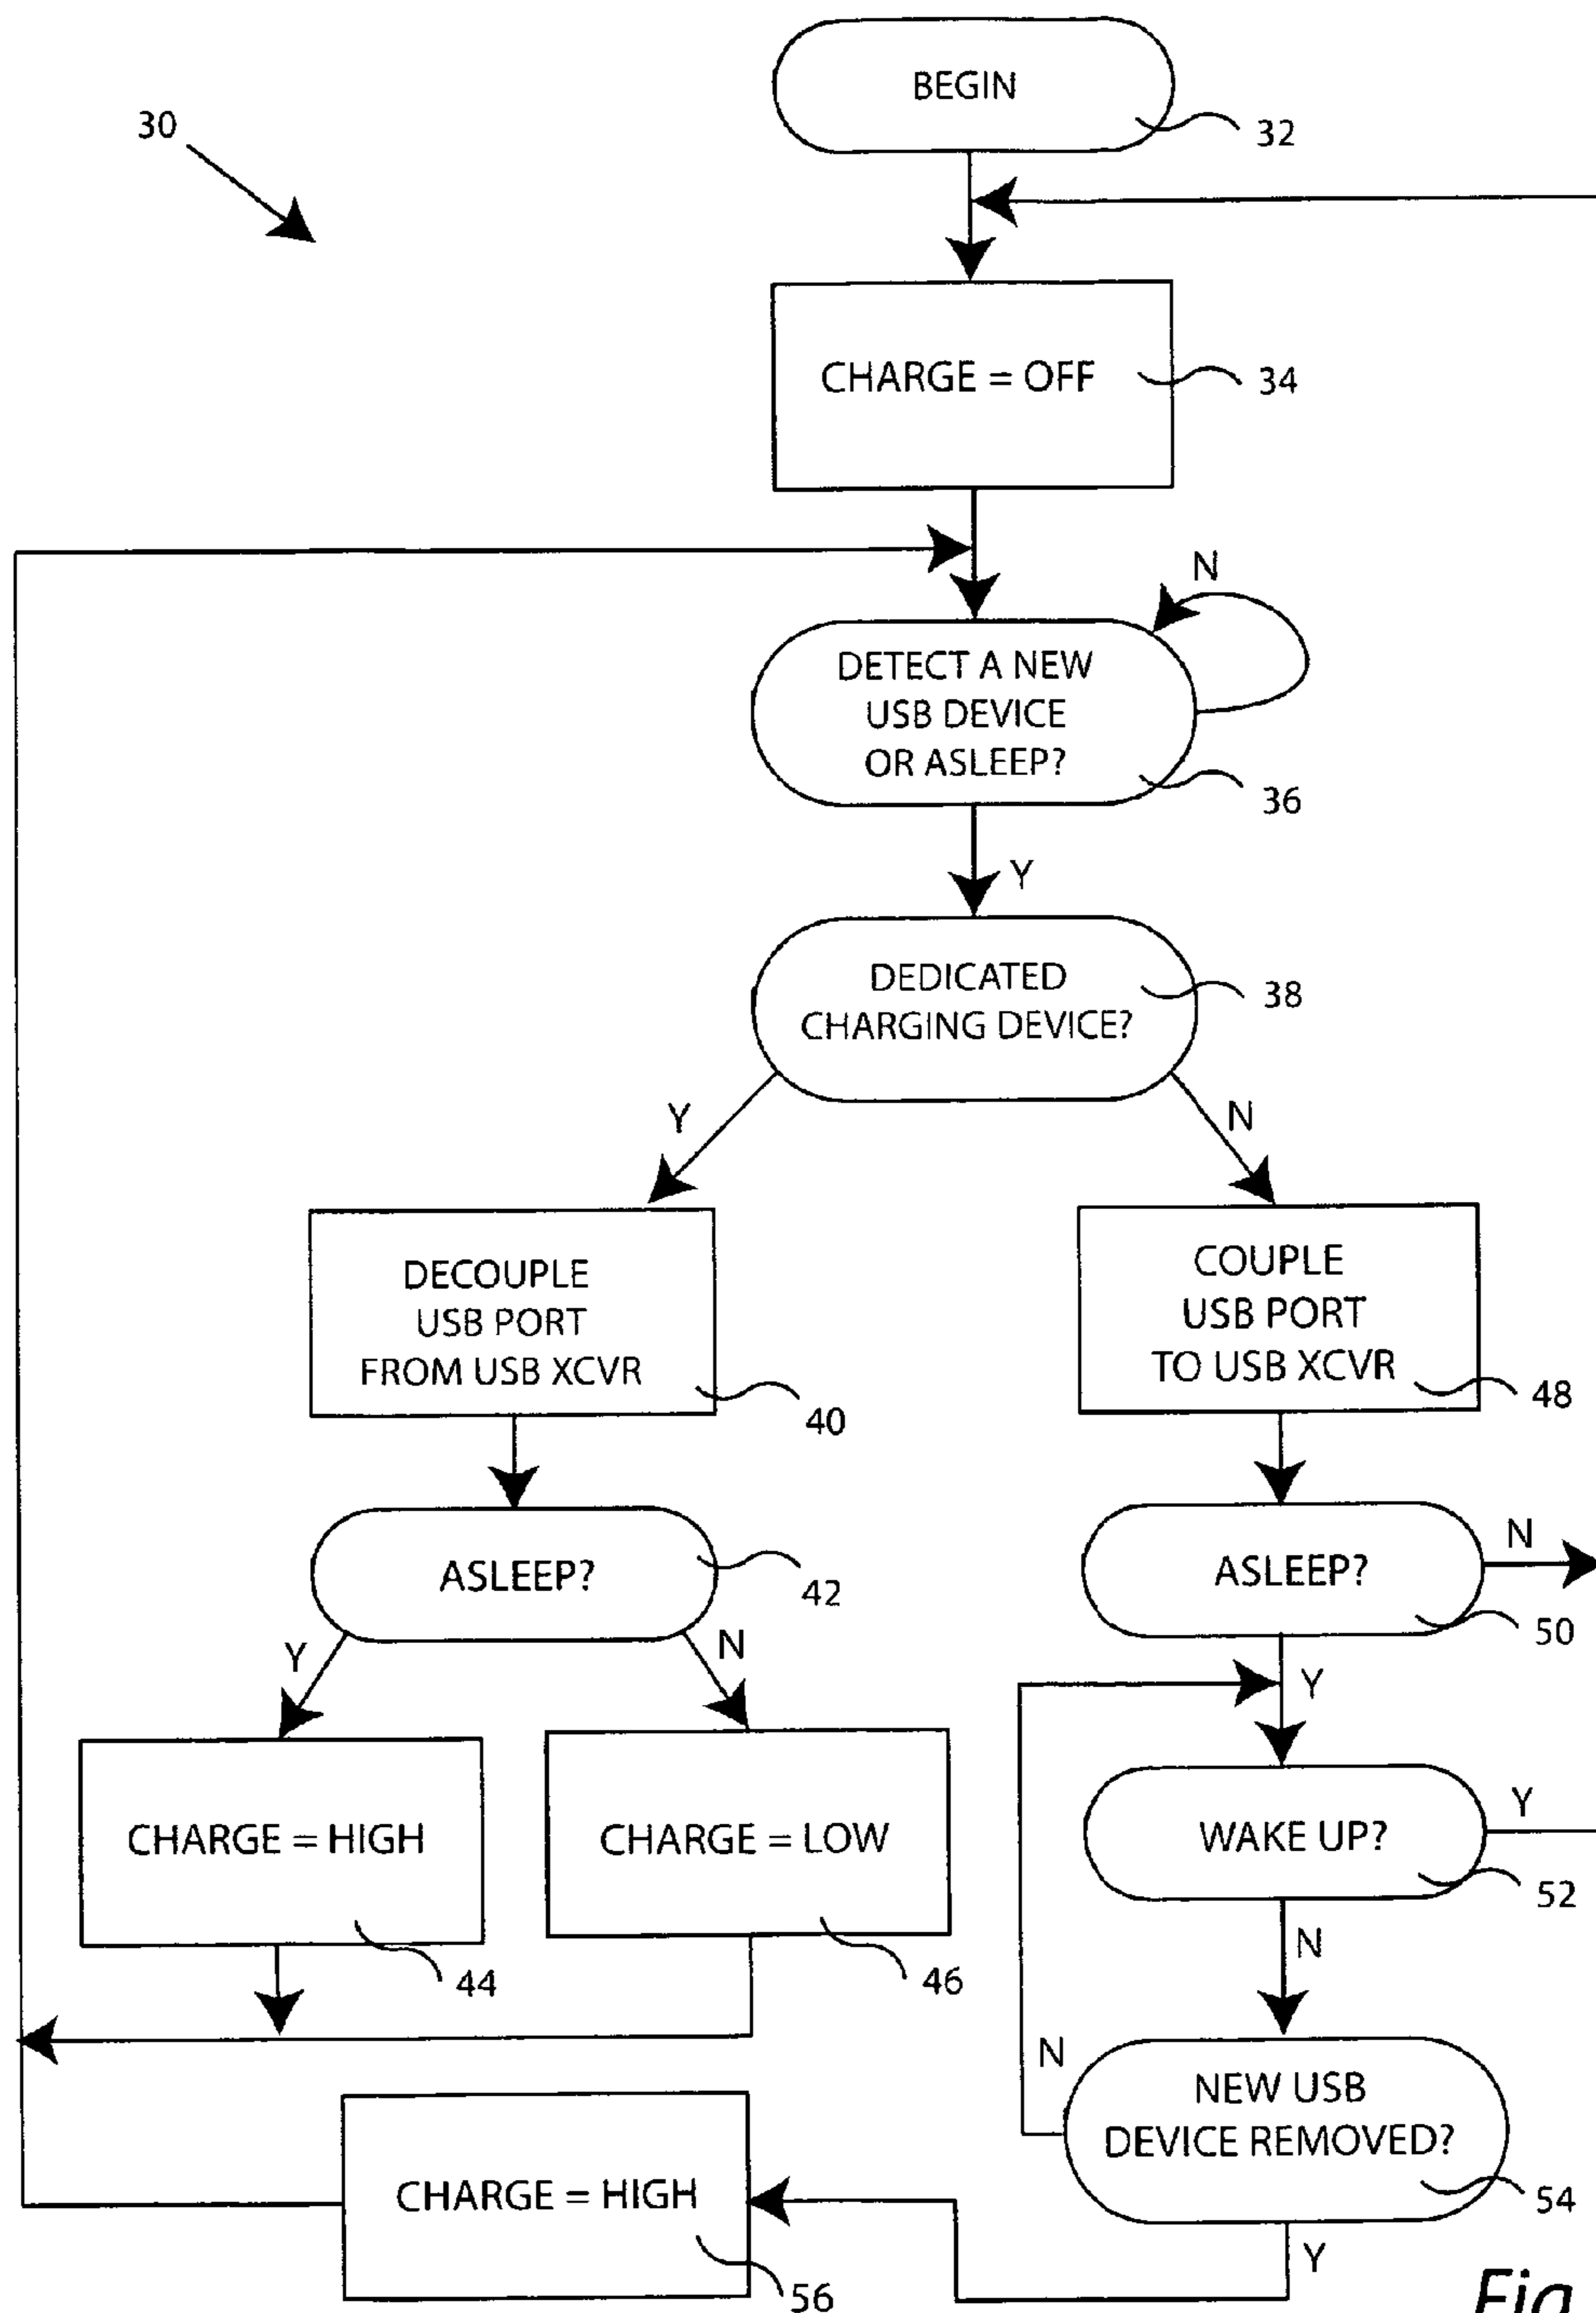 BEGIN
32
30
CHARGE = OFF
34
N
DETECT A NEW
USB DEVICE
OR ASLEEP?
36
Y
DEDICATED
CHARGING DEVICE?
38
Y
N
DECOUPLE
USB PORT
FROM USB XCVR
40
COUPLE
USB PORT
TO USB XCVR
48
ASLEEP?
42
ASLEEP?
N
50
Y
N
Y
CHARGE = HIGH
44
CHARGE = LOW
46
WAKE UP?
Y
52
N
N
NEW USB
DEVICE REMOVED?
54
Y
CHARGE = HIGH
56
Fig